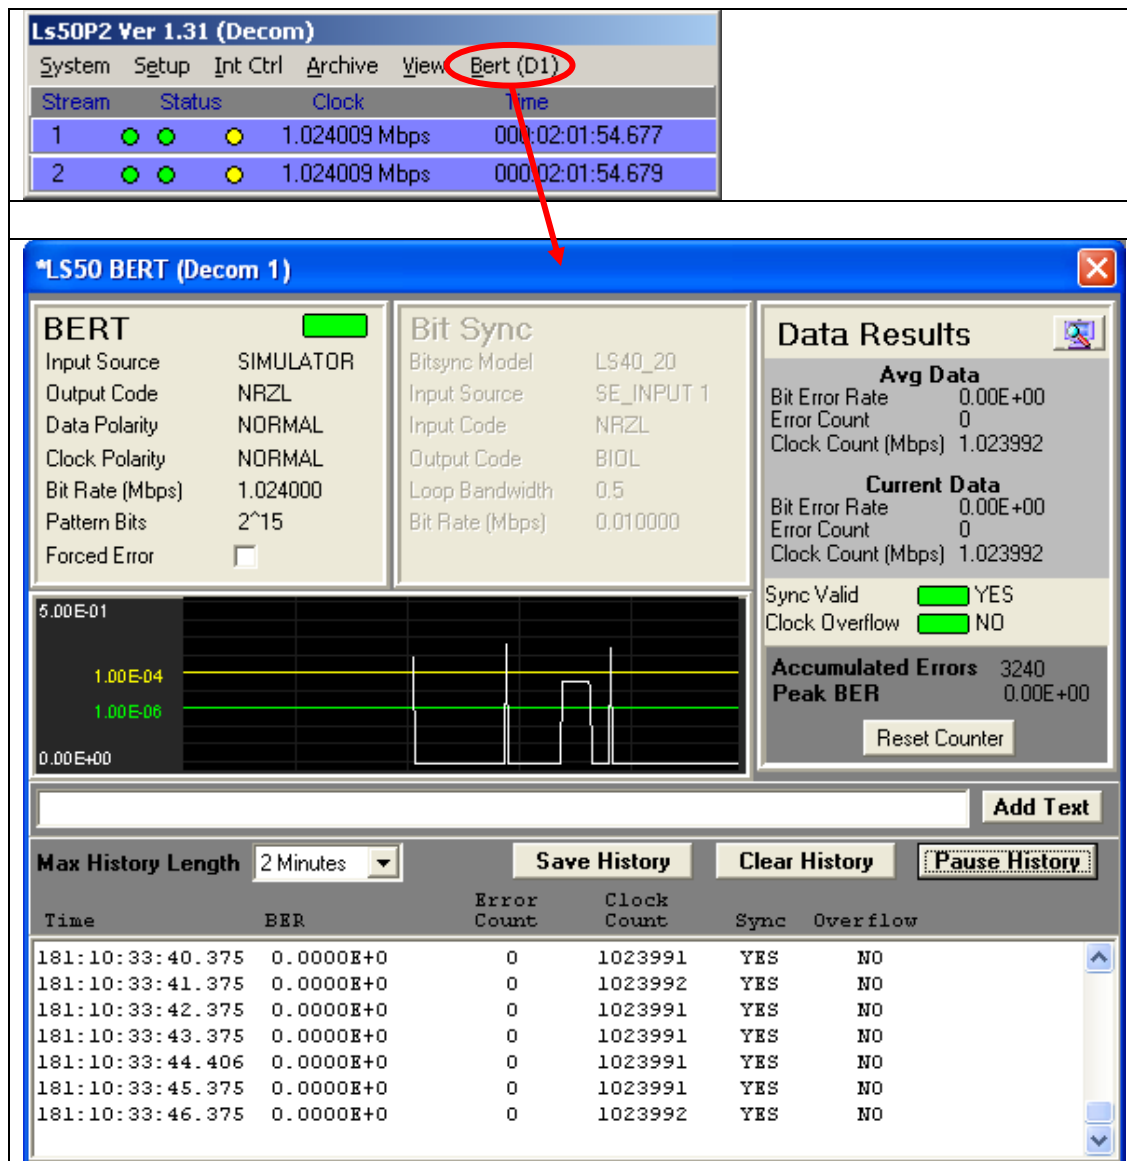 Ls50P2 Ver 1.31 (Decom)
System Setup Int Ctrl Archive View Bert (D1)
Stream Status Clock Time
1 1.024009 Mbps 000:02:01:54.677
2 1.024009 Mbps 000:02:01:54.679
*LS50 BERT (Decom 1)
BERT
Input Source SIMULATOR
Output Code NRZL
Data Polarity NORMAL
Clock Polarity NORMAL
Bit Rate (Mbps) 1.024000
Pattern Bits 2^15
Forced Error
Bit Sync
Bitsync Model LS40_20
Input Source SE_INPUT 1
Input Code NRZL
Output Code BIOL
Loop Bandwidth 0.5
Bit Rate (Mbps) 0.010000
Data Results
Avg Data
Bit Error Rate 0.00E+00
Error Count 0
Clock Count (Mbps) 1.023992
Current Data
Bit Error Rate 0.00E+00
Error Count 0
Clock Count (Mbps) 1.023992
Sync Valid YES
Clock Overflow NO
Accumulated Errors 3240
Peak BER 0.00E+00
Reset Counter
5.00E-01
1.00E-04
1.00E-06
0.00E+00
Add Text
Max History Length 2 Minutes Save History Clear History Pause History
Error Clock
Time BER Count Count Sync Overflow
181:10:33:40.375 0.0000E+0 0 1023991 YES NO
181:10:33:41.375 0.0000E+0 0 1023992 YES NO
181:10:33:42.375 0.0000E+0 0 1023991 YES NO
181:10:33:43.375 0.0000E+0 0 1023991 YES NO
181:10:33:44.406 0.0000E+0 0 1023991 YES NO
181:10:33:45.375 0.0000E+0 0 1023991 YES NO
181:10:33:46.375 0.0000E+0 0 1023992 YES NO